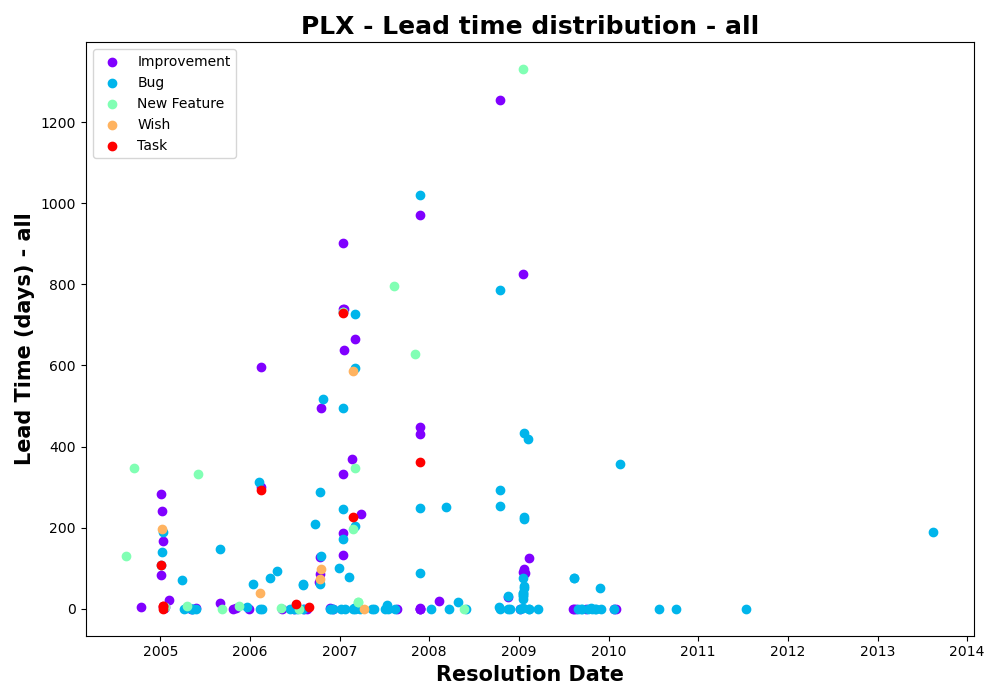 PLX - Lead time distribution - all
Improvement
Bug
New Feature
Wish
Task
Lead Time (days) - all
1200
1000
800
600
400
200
0
2005 2006 2007 2008 2009 2010 2011 2012 2013 2014
Resolution Date